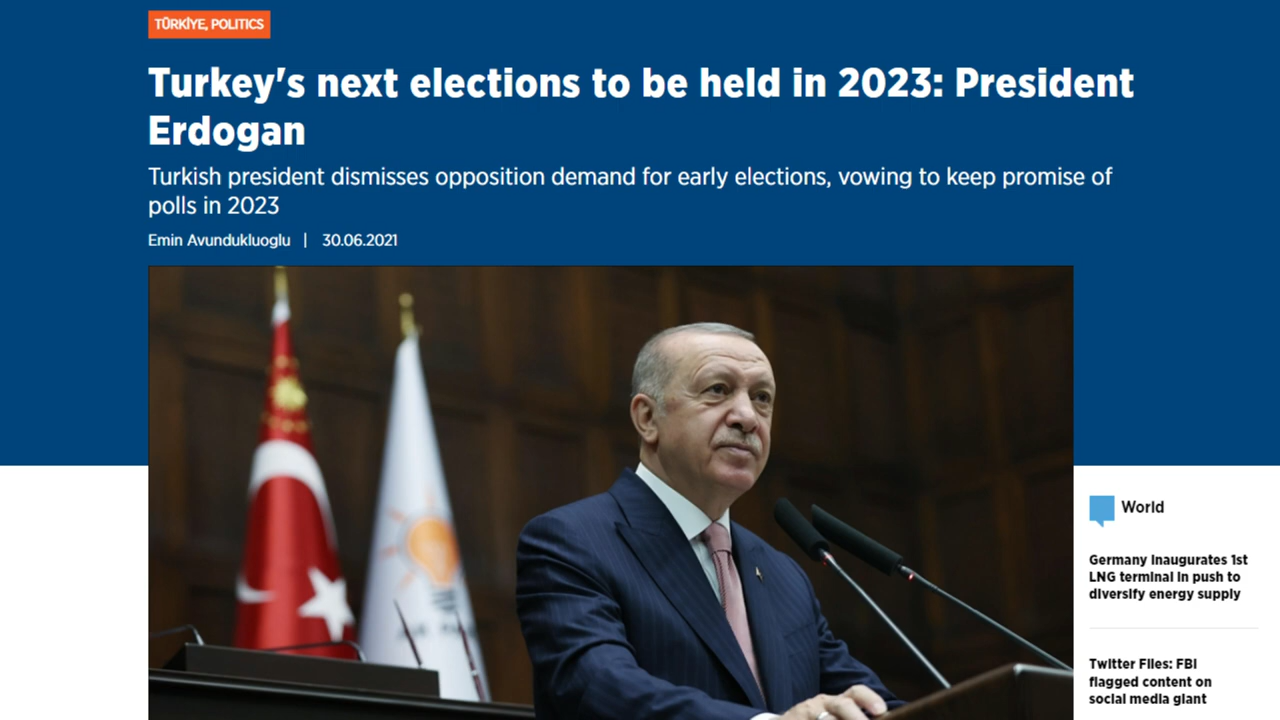 TÜRKİYE, POLITICS
Turkey's next elections to be held in 2023: President
Erdogan
Turkish president dismisses opposition demand for early elections, vowing to keep promise of
polls in 2023
Emin Avundukluoglu | 30.06.2021
World
Germany inaugurates 1st
LNG terminal in push to
diversify energy supply
Twitter Files: FBI
flagged content on
social media giant